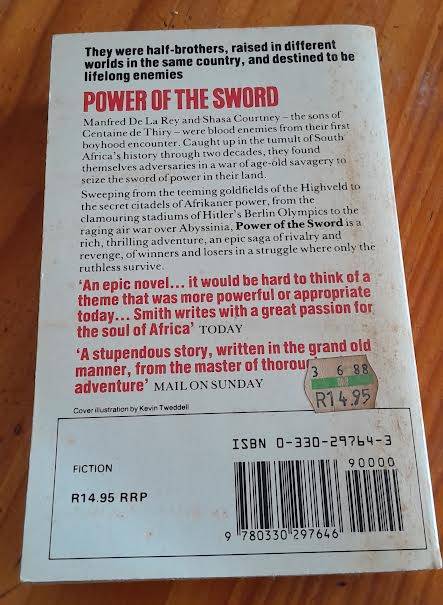 They were half-brothers, raised in different
worlds in the same country, and destined to be
lifelong enemies
POWER OF THE SWORD
Manfred De La Rey and Shasa Courtney – the sons of
Centaine de Thiry – were blood enemies from their first
boyhood encounter. Caught up in the tumult of South
Africa's history through two decades, they found
themselves adversaries in a war of age-old savagery to
seize the sword of power in their land.
Sweeping from the teeming goldfields of the Highveld to
the secret citadels of Afrikaner power, from the
clamouring stadiums of Hitler's Berlin Olympics to the
raging air war over Abyssinia, Power of the Sword is a
rich, thrilling adventure, an epic saga of rivalry and
revenge, of winners and losers in a struggle where only the
ruthless survive.
'An epic novel... it would be hard to think of a
theme that was more powerful or appropriate
today... Smith writes with a great passion for
the soul of Africa' TODAY
'A stupendous story, written in the grand old
manner, from the master of thorou
adventure' MAIL ON SUNDAY
3 6 88
R14.95
Cover illustration by Kevin Tweddell
ISBN 0-330-29764-3
FICTION
90000
R14.95 RRP
9 780330 297646